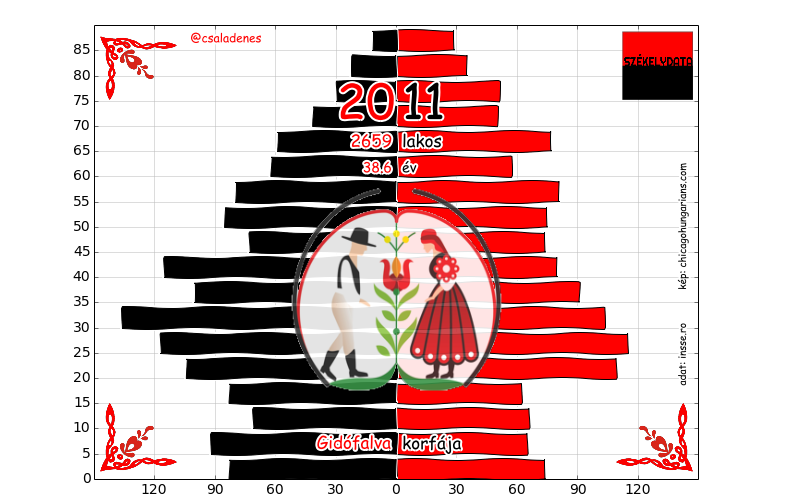 @csaladenes
SZÉKELYDATA
2011
2659 lakos
38.6 év
kép: chicagohungarians.com
adat: insse.ro
Gidófalva korfája
85
80
75
70
65
60
55
50
45
40
35
30
25
20
15
10
5
0
120 90 60 30 0 30 60 90 120